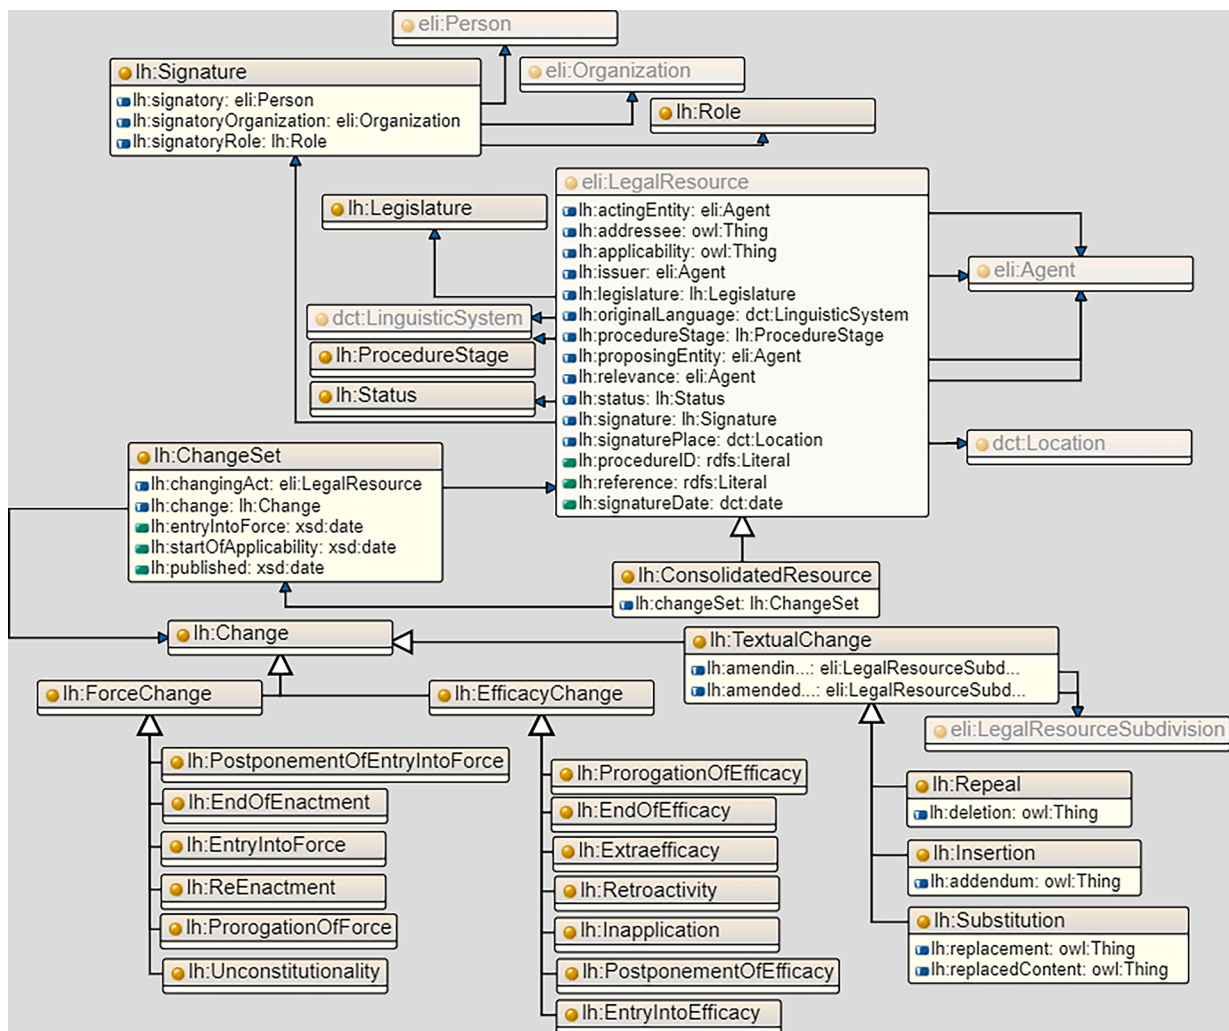 eli:Person
lh:Signature
lh:signatory: eli:Person
lh:signatoryOrganization: eli:Organization
lh:signatoryRole: lh:Role
eli:Organization
lh:Role
eli:LegalResource
lh:actingEntity: eli:Agent
lh:addressee: owl:Thing
lh:applicability: owl:Thing
lh:issuer: eli:Agent
lh:legislature: lh:Legislature
lh:originalLanguage: dct:LinguisticSystem
lh:procedureStage: lh:ProcedureStage
lh:proposingEntity: eli:Agent
lh:relevance: eli:Agent
lh:status: lh:Status
lh:signature: lh:Signature
lh:signaturePlace: dct:Location
lh:procedureID: rdfs:Literal
lh:reference: rdfs:Literal
lh:signatureDate: dct:date
lh:Legislature
eli:Agent
dct:LinguisticSystem
lh:ProcedureStage
lh:Status
dct:Location
lh:ChangeSet
lh:changingAct: eli:LegalResource
lh:change: lh:Change
lh:entryIntoForce: xsd:date
lh:startOfApplicability: xsd:date
lh:published: xsd:date
lh:ConsolidatedResource
lh:changeSet: lh:ChangeSet
lh:Change
lh:TextualChange
lh:amendin...: eli:LegalResourceSubd...
lh:amended...: eli:LegalResourceSubd...
lh:ForceChange
lh:EfficacyChange
eli:LegalResourceSubdivision
lh:PostponementOfEntryIntoForce
lh:EndOfEnactment
lh:EntryIntoForce
lh:ReEnactment
lh:ProrogationOfForce
lh:Unconstitutionality
lh:ProrogationOfEfficacy
lh:EndOfEfficacy
lh:Extraefficacy
lh:Retroactivity
lh:Inapplication
lh:PostponementOfEfficacy
lh:EntryIntoEfficacy
lh:Repeal
lh:deletion: owl:Thing
lh:Insertion
lh:addendum: owl:Thing
lh:Substitution
lh:replacement: owl:Thing
lh:replacedContent: owl:Thing